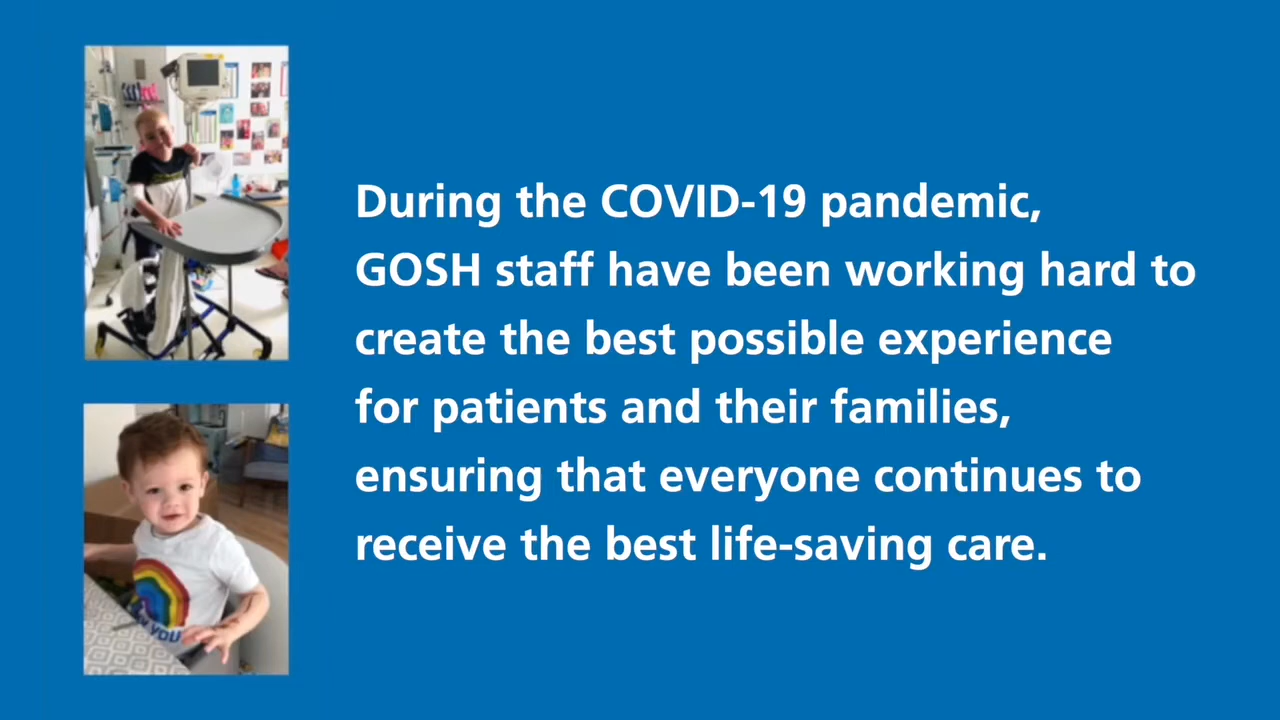 During the COVID-19 pandemic,
GOSH staff have been working hard to
create the best possible experience
for patients and their families,
ensuring that everyone continues to
receive the best life-saving care.
YOU